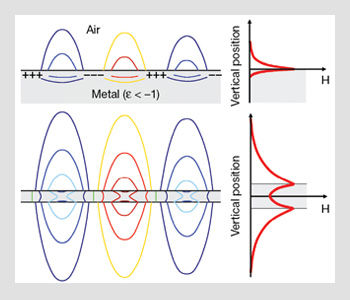 Air
+++ --- +++ ---
Metal (ε < −1)
Vertical position
H
Vertical position
H